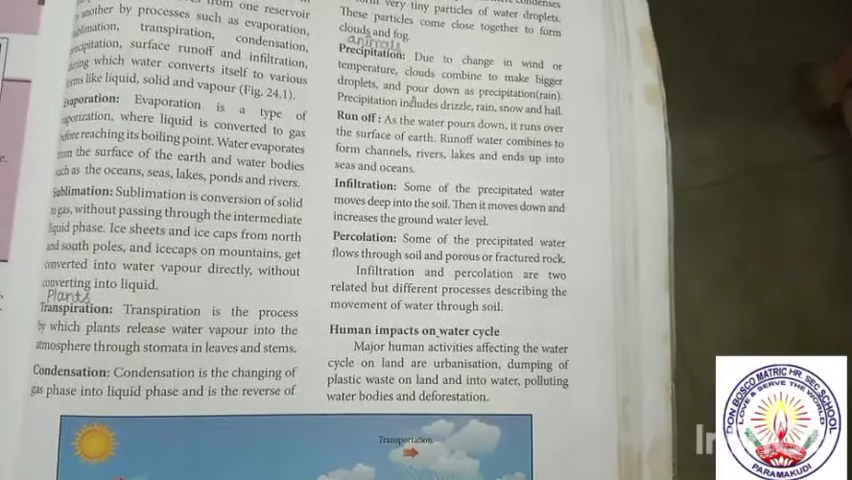 from one reservoir
another by processes such as evaporation,
sublimation, transpiration, condensation,
precipitation, surface runoff and infiltration,
during which water converts itself to various
forms like liquid, solid and vapour (Fig. 24.1).
Evaporation: Evaporation is a type of
vaporization, where liquid is converted to gas
before reaching its boiling point. Water evaporates
from the surface of the earth and water bodies
such as the oceans, seas, lakes, ponds and rivers.
Sublimation: Sublimation is conversion of solid
to gas, without passing through the intermediate
liquid phase. Ice sheets and ice caps from north
and south poles, and icecaps on mountains, get
converted into water vapour directly, without
converting into liquid.
Plants
Transpiration: Transpiration is the process
by which plants release water vapour into the
atmosphere through stomata in leaves and stems.
Condensation: Condensation is the changing of
gas phase into liquid phase and is the reverse of
condenses
form very tiny particles of water droplets.
These particles come close together to form
clouds and fog.
animals
Precipitation: Due to change in wind or
temperature, clouds combine to make bigger
droplets, and pour down as precipitation(rain).
Precipitation includes drizzle, rain, snow and hail.
Run off : As the water pours down, it runs over
the surface of earth. Runoff water combines to
form channels, rivers, lakes and ends up into
seas and oceans.
Infiltration: Some of the precipitated water
moves deep into the soil. Then it moves down and
increases the ground water level.
Percolation: Some of the precipitated water
flows through soil and porous or fractured rock.
Infiltration and percolation are two
related but different processes describing the
movement of water through soil.
Human impacts on water cycle
Major human activities affecting the water
cycle on land are urbanisation, dumping of
plastic waste on land and into water, polluting
water bodies and deforestation.
Transportation
DON BOSCO MATRIC HR. SEC SCHOOL
LOVE & SERVE THE WORLD
PARAMAKUDI